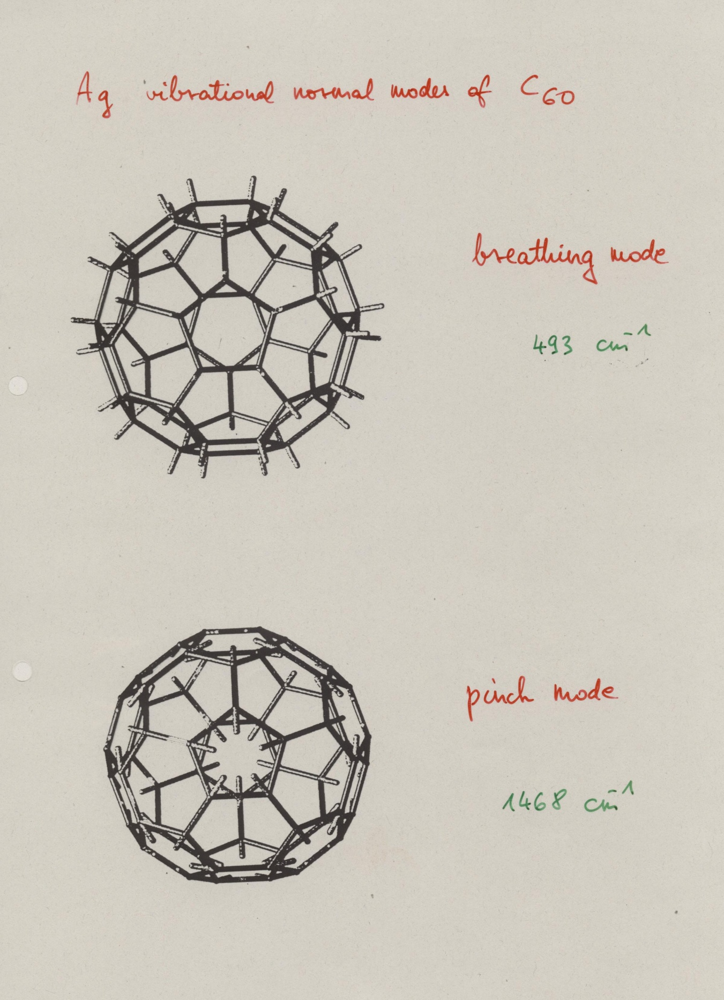 Ag vibrational normal modes of C60
breathing mode
493 cm⁻¹
pinch mode
1468 cm⁻¹